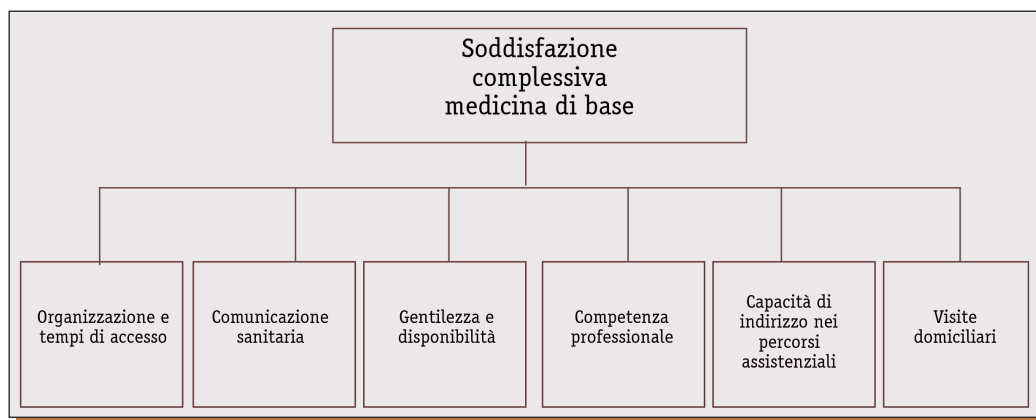 Soddisfazione
complessiva
medicina di base
Organizzazione e
tempi di accesso
Comunicazione
sanitaria
Gentilezza e
disponibilità
Competenza
professionale
Capacità di
indirizzo nei
percorsi
assistenziali
Visite
domiciliari